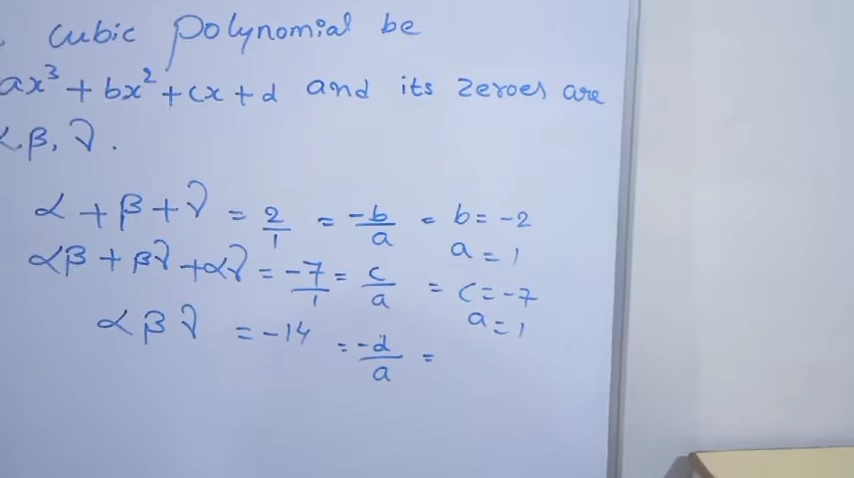 cubic polynomial be
ax³ + bx² + cx + d and its zeroes are
α, β, γ.
α + β + γ = 2/1 = -b/a = b = -2
a = 1
αβ + βγ + αγ = -7/1 = c/a = c = -7
a = 1
αβγ = -14 = -d/a =